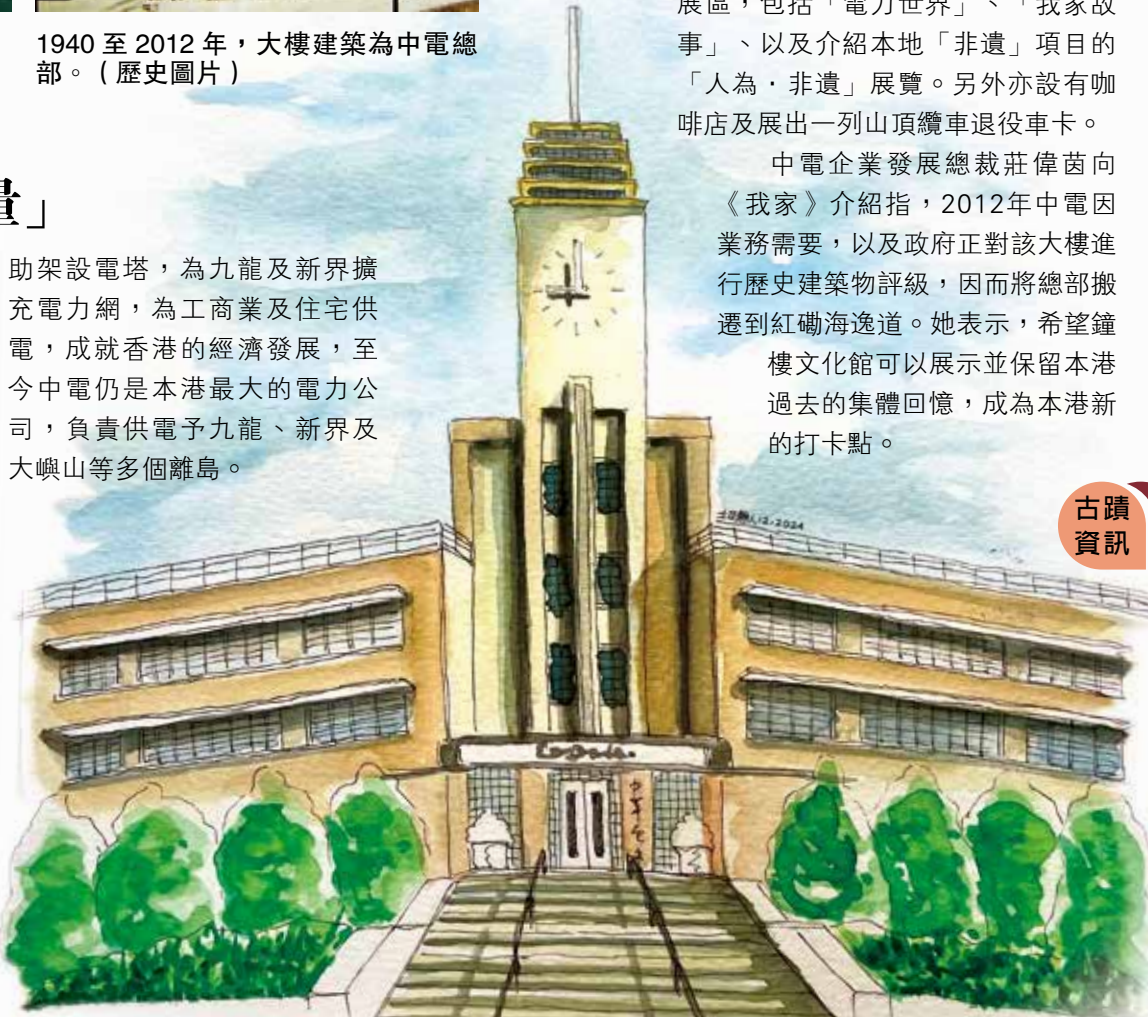 1940 至 2012 年，大樓建築為中電總
部。（歷史圖片）
量」
助架設電塔，為九龍及新界擴
充電力網，為工商業及住宅供
電，成就香港的經濟發展，至
今中電仍是本港最大的電力公
司，負責供電予九龍、新界及
大嶼山等多個離島。
展區，包括「電力世界」、「我家故
事」、以及介紹本地「非遺」項目的
「人為・非遺」展覽。另外亦設有咖
啡店及展出一列山頂纜車退役車卡。
中電企業發展總裁莊偉茵向
《我家》介紹指，2012年中電因
業務需要，以及政府正對該大樓進
行歷史建築物評級，因而將總部搬
遷到紅磡海逸道。她表示，希望鐘
樓文化館可以展示並保留本港
過去的集體回憶，成為本港新
的打卡點。
古蹟
資訊
12.2024